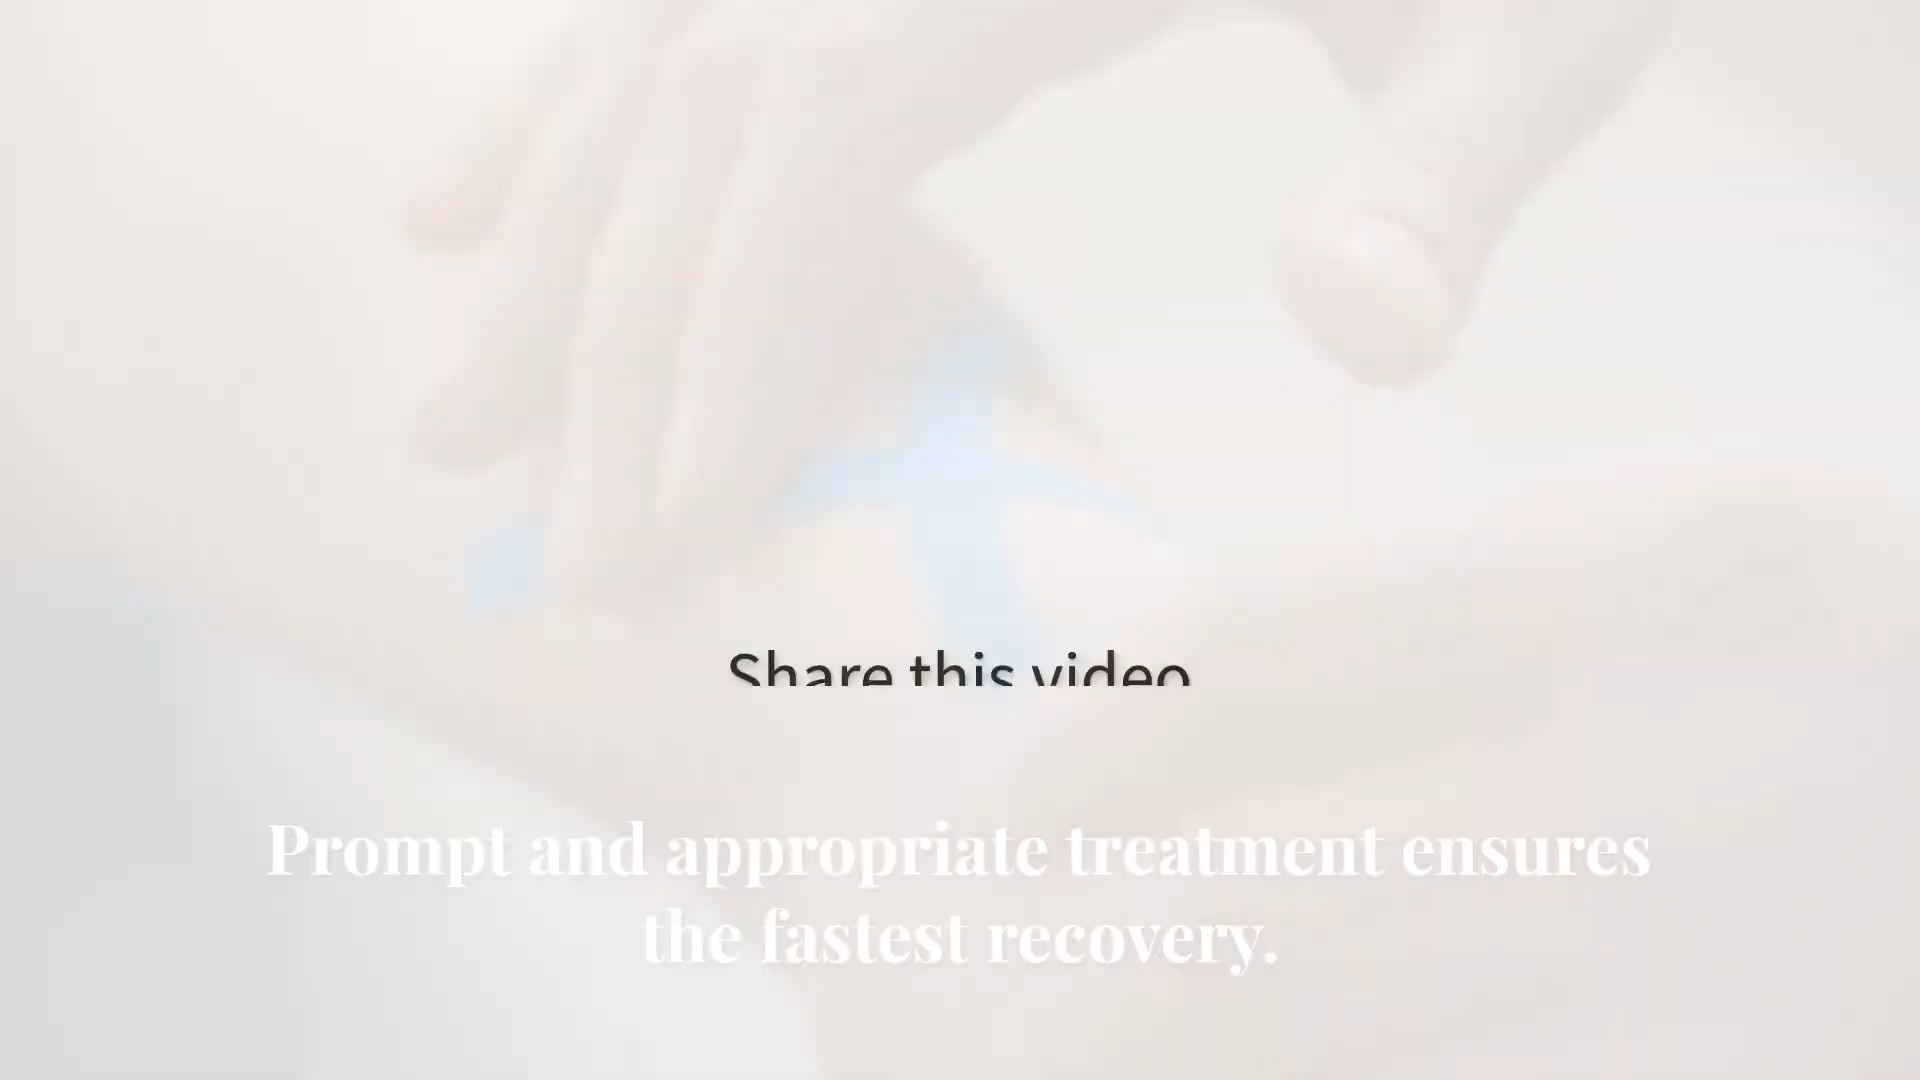 Share this video
Prompt and appropriate treatment ensures
the fastest recovery.